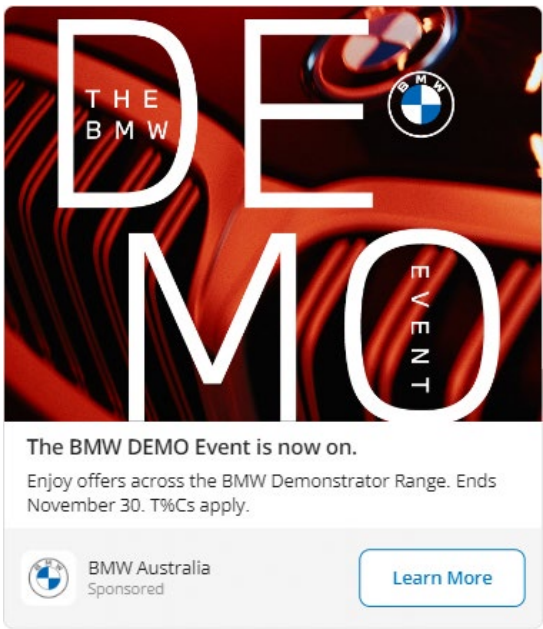 THE
BMW
DE
BMW
MO
EVENT
The BMW DEMO Event is now on.
Enjoy offers across the BMW Demonstrator Range. Ends
November 30. T%Cs apply.
BMW Australia
Sponsored
Learn More